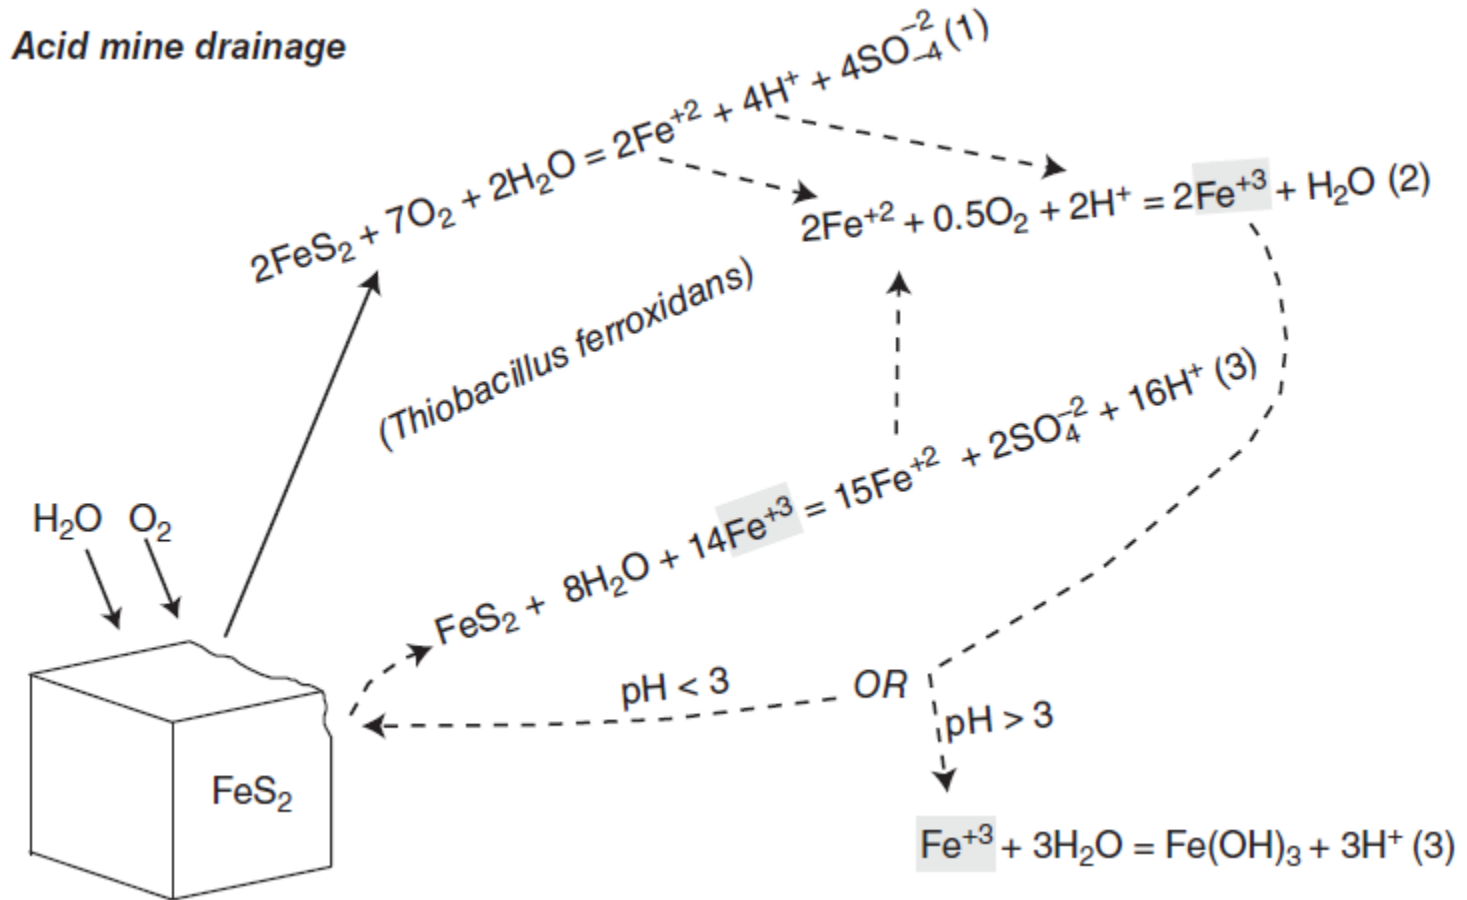 Acid mine drainage
2FeS₂ + 7O₂ + 2H₂O = 2Fe⁺² + 4H⁺ + 4SO₋₄⁻² (1)
2Fe⁺² + 0.5O₂ + 2H⁺ = 2Fe⁺³ + H₂O (2)
(Thiobacillus ferroxidans)
FeS₂ + 8H₂O + 14Fe⁺³ = 15Fe⁺² + 2SO₄⁻² + 16H⁺ (3)
H₂O O₂
pH < 3 OR
pH > 3
FeS₂
Fe⁺³ + 3H₂O = Fe(OH)₃ + 3H⁺ (3)